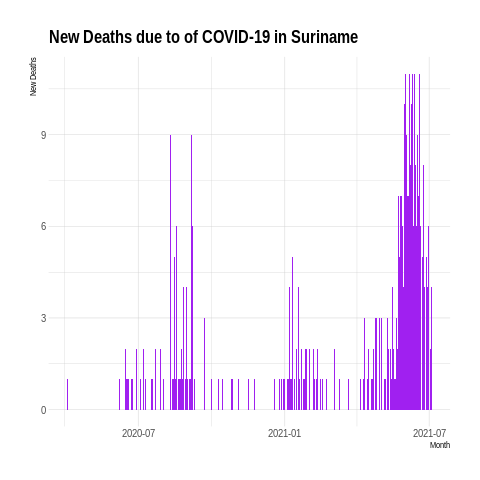 New Deaths due to of COVID-19 in Suriname
New Deaths
9
6
3
0
2020-07 2021-01 2021-07
Month